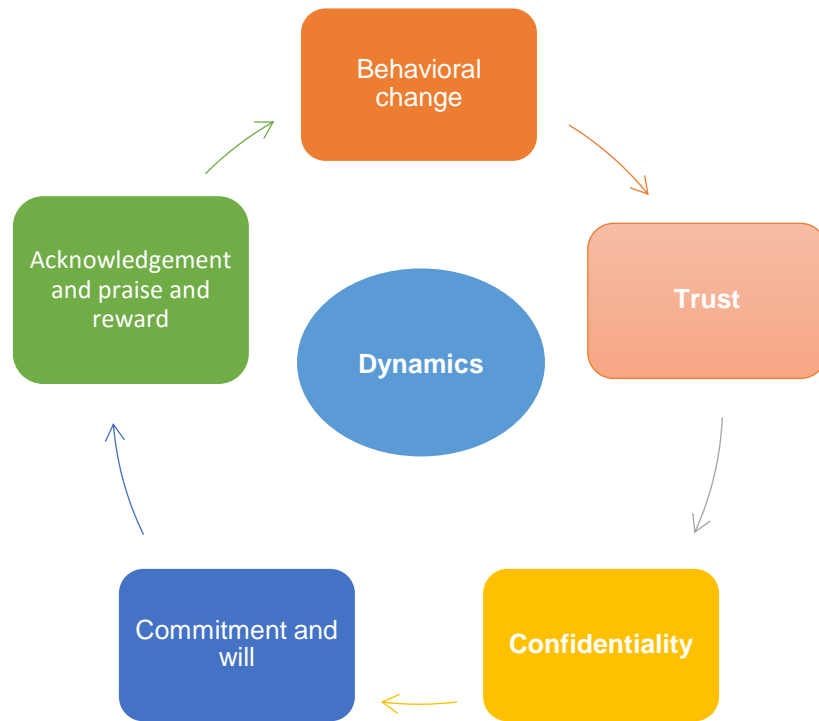 Behavioral
change
Trust
Confidentiality
Commitment and
will
Acknowledgement
and praise and
reward
Dynamics